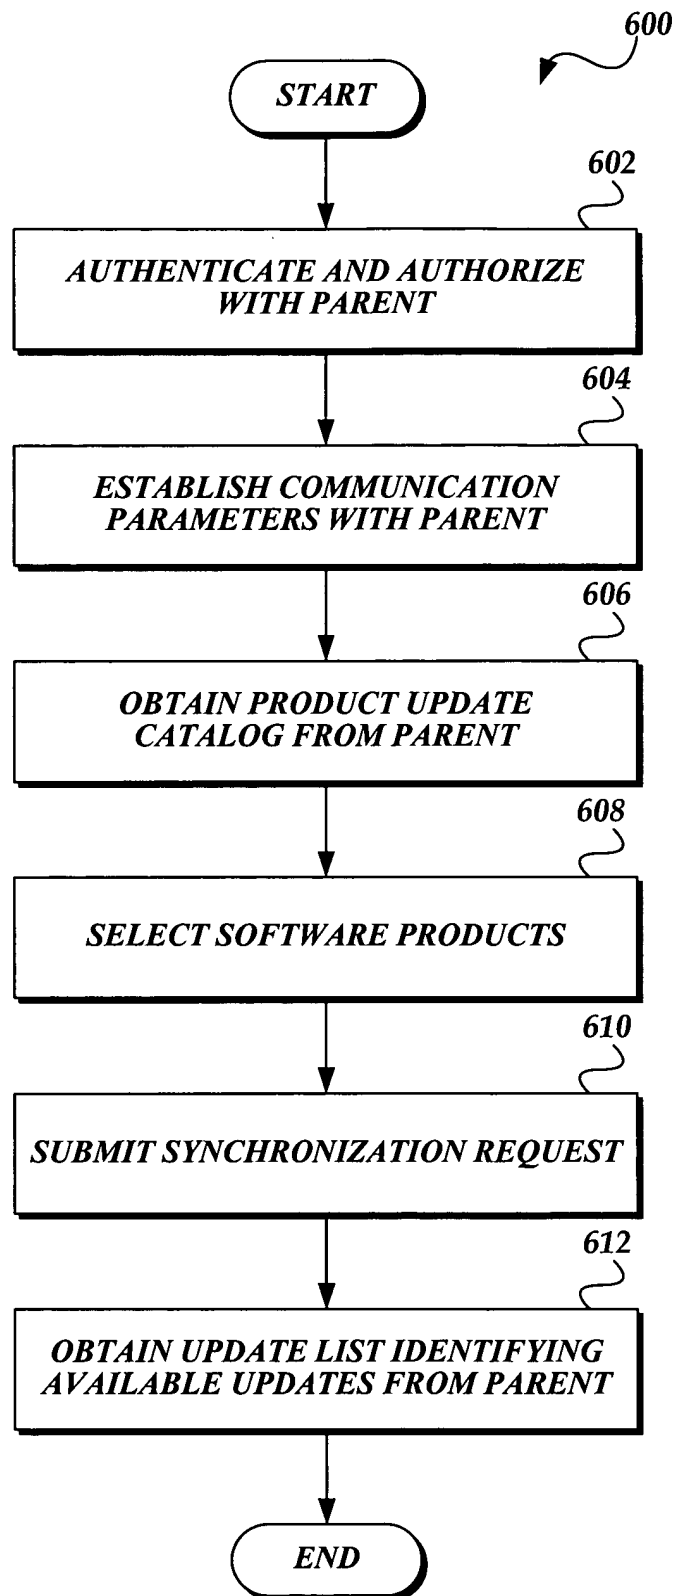 600
START
602
AUTHENTICATE AND AUTHORIZE
WITH PARENT
604
ESTABLISH COMMUNICATION
PARAMETERS WITH PARENT
606
OBTAIN PRODUCT UPDATE
CATALOG FROM PARENT
608
SELECT SOFTWARE PRODUCTS
610
SUBMIT SYNCHRONIZATION REQUEST
612
OBTAIN UPDATE LIST IDENTIFYING
AVAILABLE UPDATES FROM PARENT
END